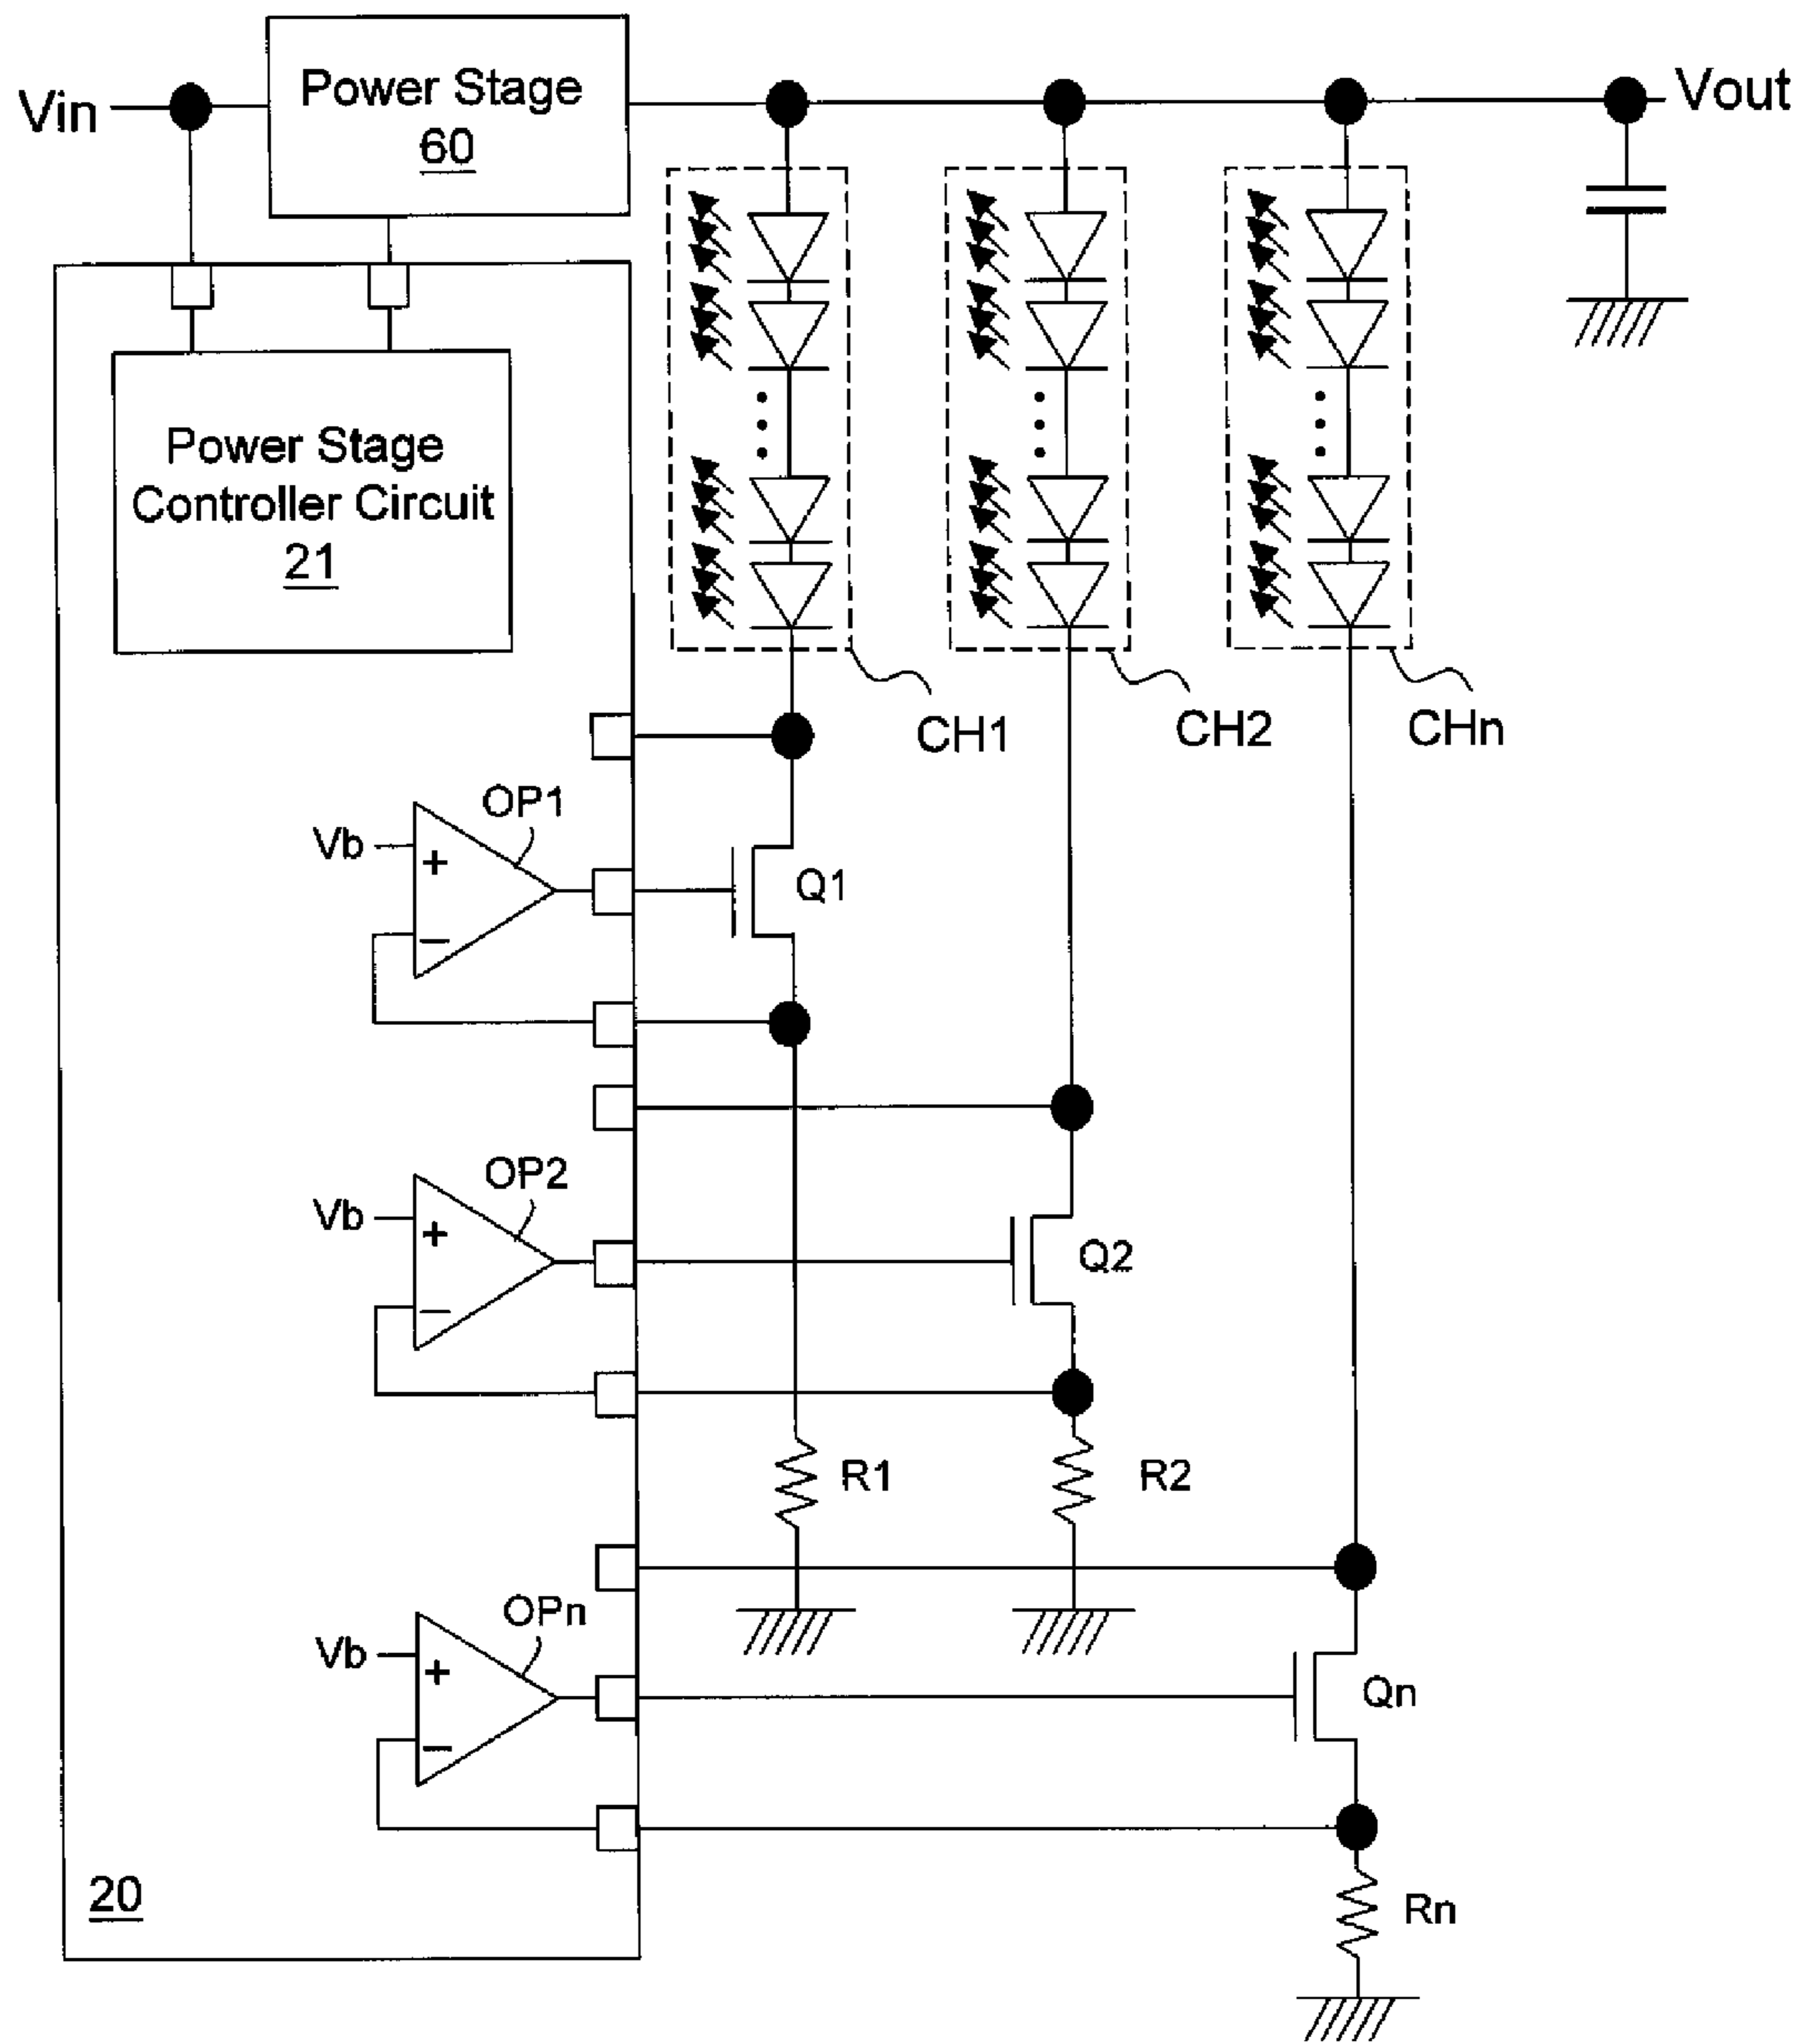 Vin
Power Stage
60
Vout
Power Stage
Controller Circuit
21
CH1
CH2
CHn
OP1
Vb
+
−
Q1
OP2
Vb
+
−
Q2
R1
R2
OPn
Vb
+
−
Qn
20
Rn